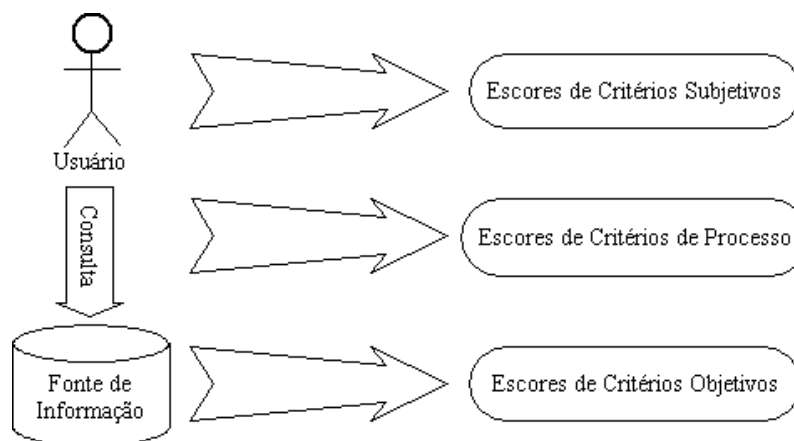 Escores de Critérios Subjetivos
Usuário
Consulta
Escores de Critérios de Processo
Fonte de
Informação
Escores de Critérios Objetivos